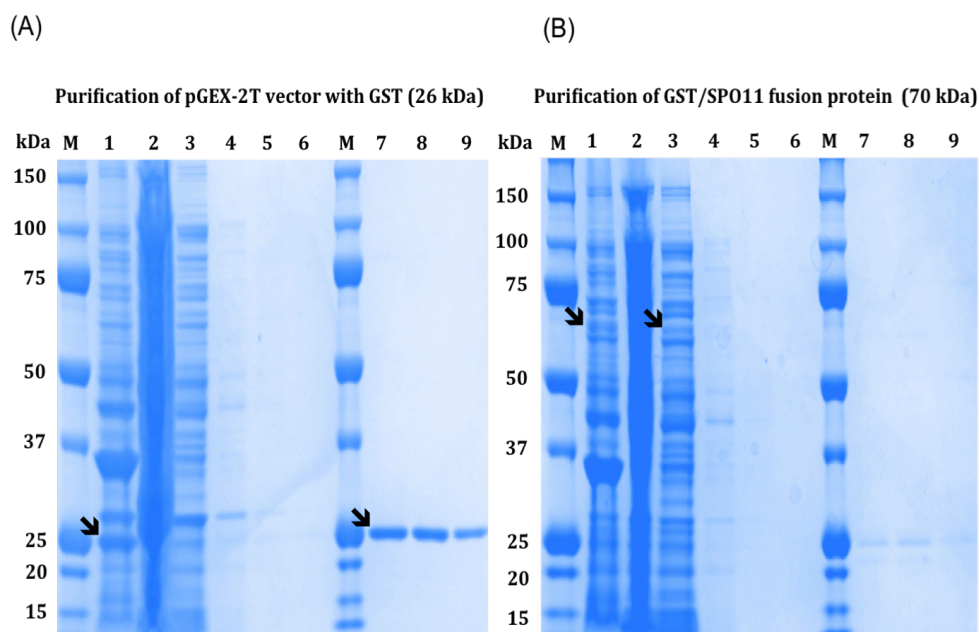 (A)
Purification of pGEX-2T vector with GST (26 kDa)
kDa M 1 2 3 4 5 6 M 7 8 9
150
100
75
50
37
25
20
15
(B)
Purification of GST/SPO11 fusion protein (70 kDa)
kDa M 1 2 3 4 5 6 M 7 8 9
150
100
75
50
37
25
20
15